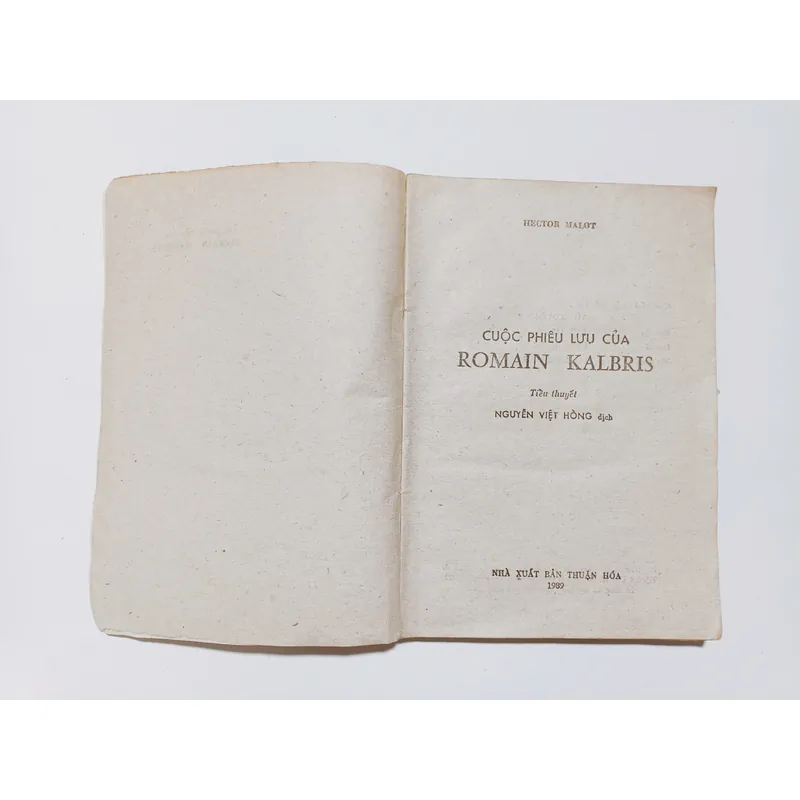 HECTOR MALOT
CUỘC PHIÊU LƯU CỦA
ROMAIN KALBRIS
Tiểu thuyết
NGUYỄN VIỆT HỒNG dịch
NHÀ XUẤT BẢN THUẬN HÓA
1989